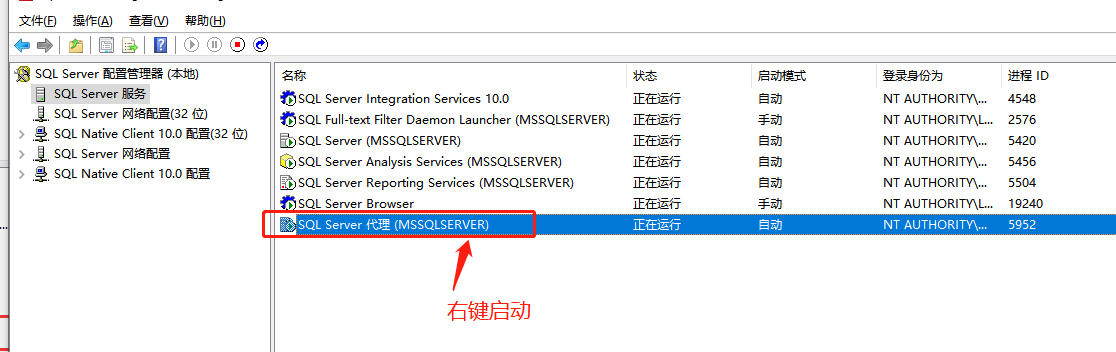 文件(F) 操作(A) 查看(V) 帮助(H)
SQL Server 配置管理器 (本地)
SQL Server 服务
SQL Server 网络配置(32 位)
SQL Native Client 10.0 配置(32 位)
SQL Server 网络配置
SQL Native Client 10.0 配置
名称 状态 启动模式 登录身份为 进程 ID
SQL Server Integration Services 10.0 正在运行 自动 NT AUTHORITY\... 4548
SQL Full-text Filter Daemon Launcher (MSSQLSERVER) 正在运行 手动 NT AUTHORITY\L... 2576
SQL Server (MSSQLSERVER) 正在运行 自动 NT AUTHORITY\... 5420
SQL Server Analysis Services (MSSQLSERVER) 正在运行 自动 NT AUTHORITY\... 5456
SQL Server Reporting Services (MSSQLSERVER) 正在运行 自动 NT AUTHORITY\... 5504
SQL Server Browser 正在运行 手动 NT AUTHORITY\L... 19240
SQL Server 代理 (MSSQLSERVER) 正在运行 自动 NT AUTHORITY\... 5952
右键启动